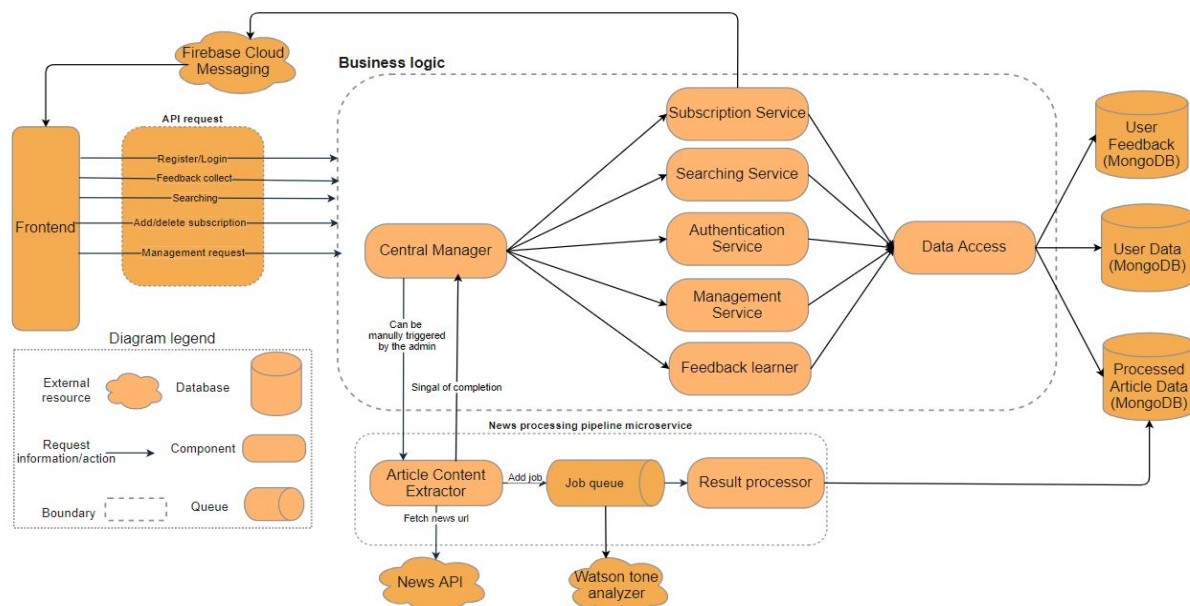 Firebase Cloud
Messaging
Business logic
API request
Frontend
Register/Login
Feedback collect
Searching
Add/delete subscription
Management request
Central Manager
Subscription Service
Searching Service
Authentication
Service
Management
Service
Feedback learner
Data Access
User
Feedback
(MongoDB)
User Data
(MongoDB)
Processed
Article Data
(MongoDB)
Can be
manully triggered
by the admin
Singal of completion
Diagram legend
External
resource
Database
Request
information/action
Component
Boundary
Queue
News processing pipeline microservice
Article Content
Extractor
Add job
Job queue
Result processor
Fetch news url
News API
Watson tone
analyzer